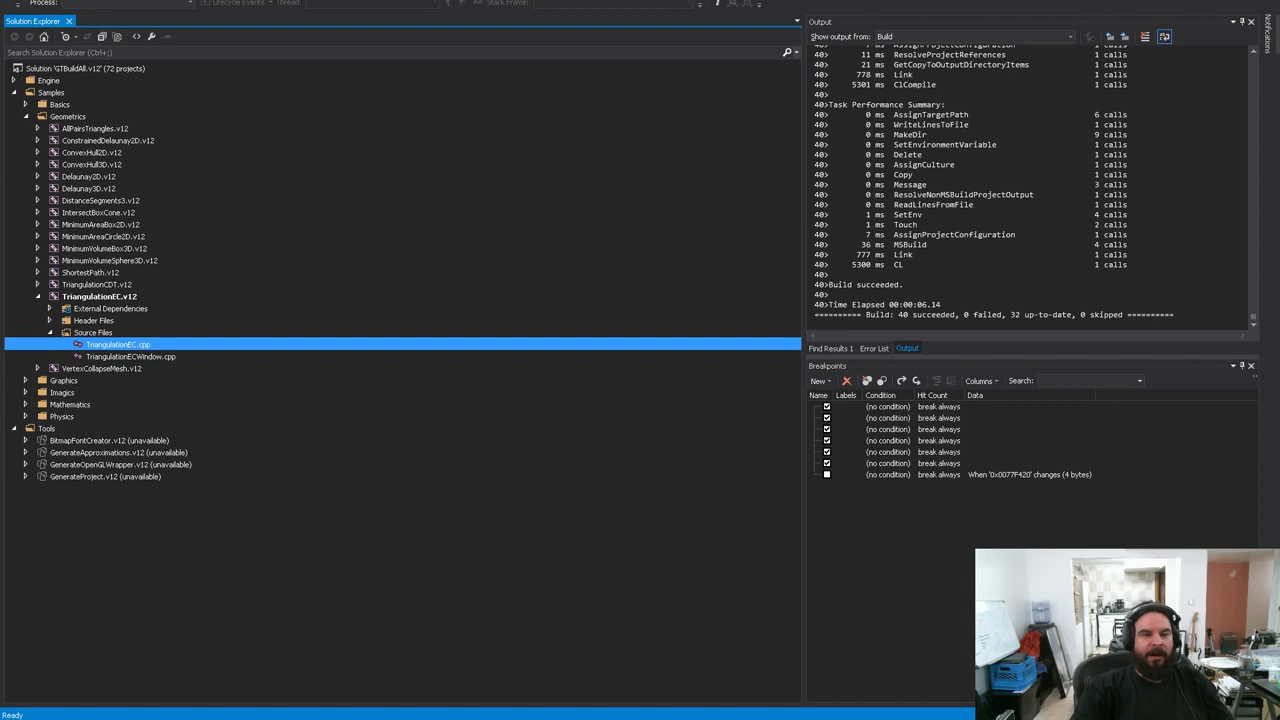 Process:
Lifecycle Events
Thread:
Stack Frame:
Solution Explorer
Search Solution Explorer (Ctrl+;)
Solution 'GTBuildAll.v12' (72 projects)
Engine
Samples
Basics
Geometrics
AllPairsTriangles.v12
ConstrainedDelaunay2D.v12
ConvexHull2D.v12
ConvexHull3D.v12
Delaunay2D.v12
Delaunay3D.v12
DistanceSegments3.v12
IntersectBoxCone.v12
MinimumAreaBox2D.v12
MinimumAreaCircle2D.v12
MinimumVolumeBox3D.v12
MinimumVolumeSphere3D.v12
ShortestPath.v12
TriangulationCDT.v12
TriangulationEC.v12
External Dependencies
Header Files
Source Files
TriangulationEC.cpp
TriangulationECWindow.cpp
VertexCollapseMesh.v12
Graphics
Imagics
Mathematics
Physics
Tools
BitmapFontCreator.v12 (unavailable)
GenerateApproximations.v12 (unavailable)
GenerateOpenGLWrapper.v12 (unavailable)
GenerateProject.v12 (unavailable)
Ready
Output
Show output from: Build
40> 7 ms AssignProjectConfiguration 1 calls
40> 11 ms ResolveProjectReferences 1 calls
40> 21 ms GetCopyToOutputDirectoryItems 1 calls
40> 778 ms Link 1 calls
40> 5301 ms ClCompile 1 calls
40>
40>Task Performance Summary:
40> 0 ms AssignTargetPath 6 calls
40> 0 ms WriteLinesToFile 1 calls
40> 0 ms MakeDir 9 calls
40> 0 ms SetEnvironmentVariable 1 calls
40> 0 ms Delete 1 calls
40> 0 ms AssignCulture 1 calls
40> 0 ms Copy 1 calls
40> 0 ms Message 3 calls
40> 0 ms ResolveNonMSBuildProjectOutput 1 calls
40> 0 ms ReadLinesFromFile 1 calls
40> 1 ms SetEnv 4 calls
40> 1 ms Touch 2 calls
40> 7 ms AssignProjectConfiguration 1 calls
40> 36 ms MSBuild 4 calls
40> 777 ms Link 1 calls
40> 5300 ms CL 1 calls
40>
40>Build succeeded.
40>
40>Time Elapsed 00:00:06.14
========== Build: 40 succeeded, 0 failed, 32 up-to-date, 0 skipped ==========
Find Results 1 Error List Output
Breakpoints
New Columns Search:
Name Labels Condition Hit Count Data
(no condition) break always
(no condition) break always
(no condition) break always
(no condition) break always
(no condition) break always
(no condition) break always
(no condition) break always When '0x0077F420' changes (4 bytes)
Notifications